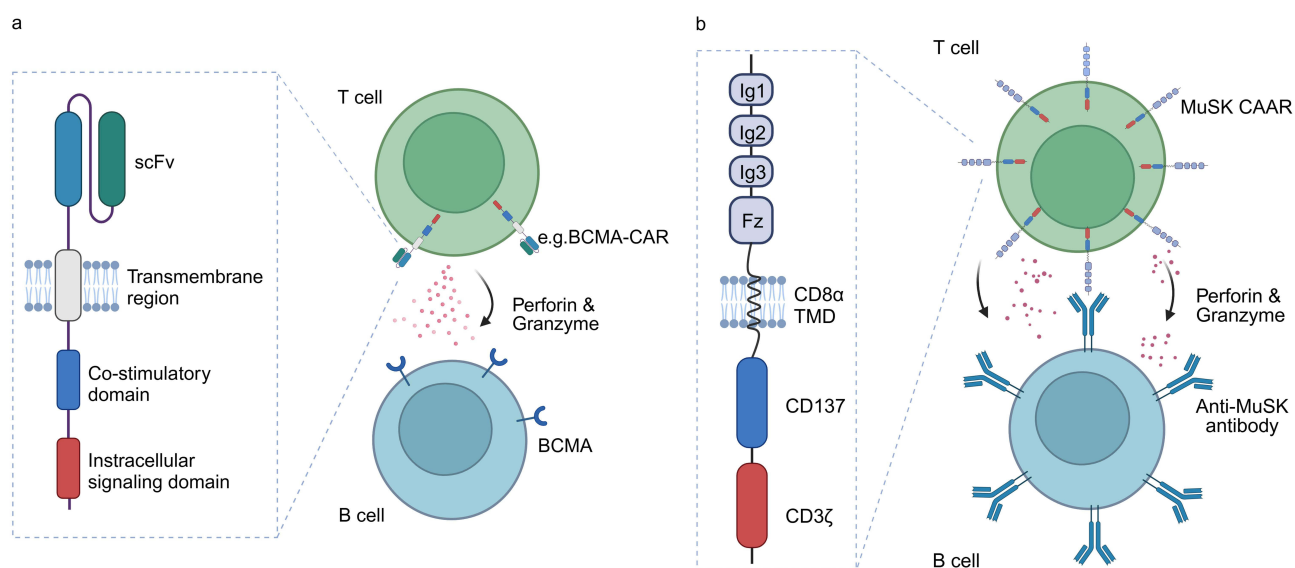 a
T cell
scFv
e.g.BCMA-CAR
Transmembrane
region
Perforin &
Granzyme
Co-stimulatory
domain
BCMA
Instracellular
signaling domain
B cell
b
T cell
Ig1
MuSK CAAR
Ig2
Ig3
Fz
CD8α
TMD
Perforin &
Granzyme
CD137
Anti-MuSK
antibody
CD3ζ
B cell